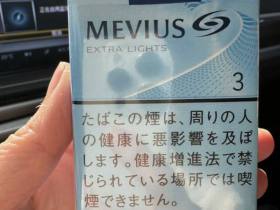 MEVIUS
EXTRA LIGHTS
3
たばこの煙は、周りの人
の健康に悪影響を及ぼ
します。健康増進法で禁
じられている場所では喫
煙できません。